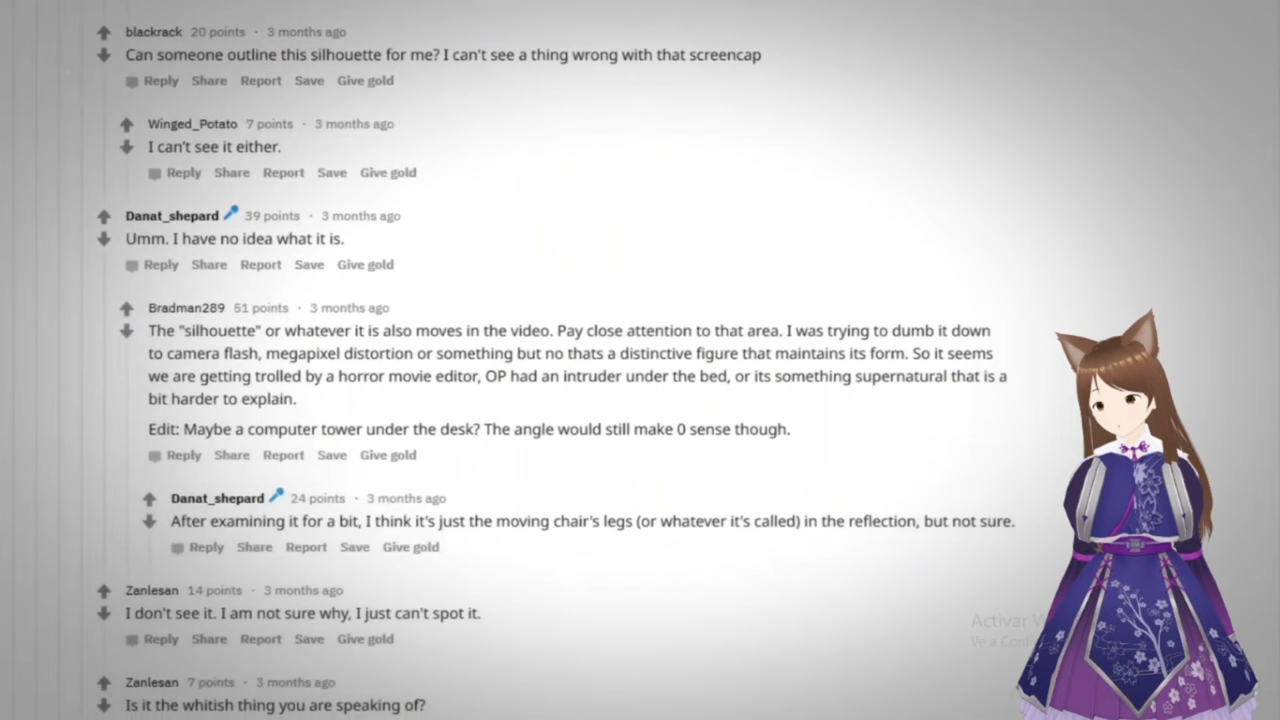 blackrack 20 points · 3 months ago
Can someone outline this silhouette for me? I can't see a thing wrong with that screencap
Reply Share Report Save Give gold
Winged_Potato 7 points · 3 months ago
I can't see it either.
Reply Share Report Save Give gold
Danat_shepard 39 points · 3 months ago
Umm. I have no idea what it is.
Reply Share Report Save Give gold
Bradman289 51 points · 3 months ago
The "silhouette" or whatever it is also moves in the video. Pay close attention to that area. I was trying to dumb it down
to camera flash, megapixel distortion or something but no thats a distinctive figure that maintains its form. So it seems
we are getting trolled by a horror movie editor, OP had an intruder under the bed, or its something supernatural that is a
bit harder to explain.
Edit: Maybe a computer tower under the desk? The angle would still make 0 sense though.
Reply Share Report Save Give gold
Danat_shepard 24 points · 3 months ago
After examining it for a bit, I think it's just the moving chair's legs (or whatever it's called) in the reflection, but not sure.
Reply Share Report Save Give gold
Zanlesan 14 points · 3 months ago
I don't see it. I am not sure why, I just can't spot it.
Reply Share Report Save Give gold
Activar
Ve a
Zanlesan 7 points · 3 months ago
Is it the whitish thing you are speaking of?